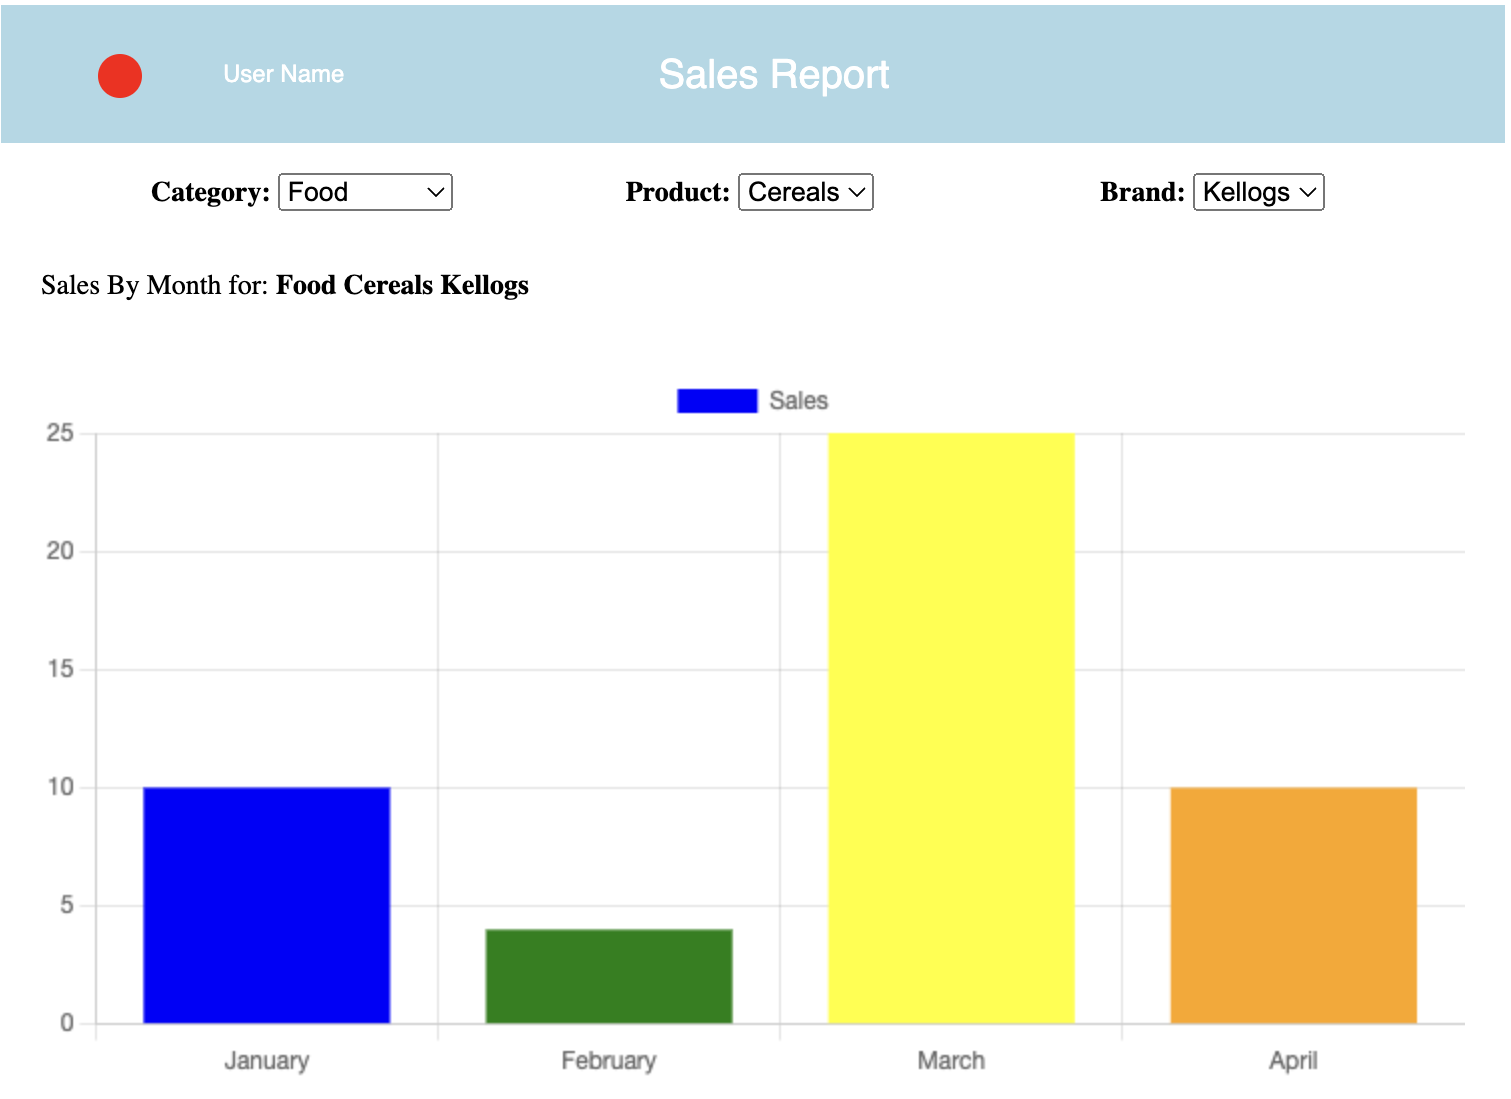 User Name
Sales Report
Category: Food
Product: Cereals
Brand: Kellogs
Sales By Month for: Food Cereals Kellogs
Sales
25
20
15
10
5
0
January
February
March
April